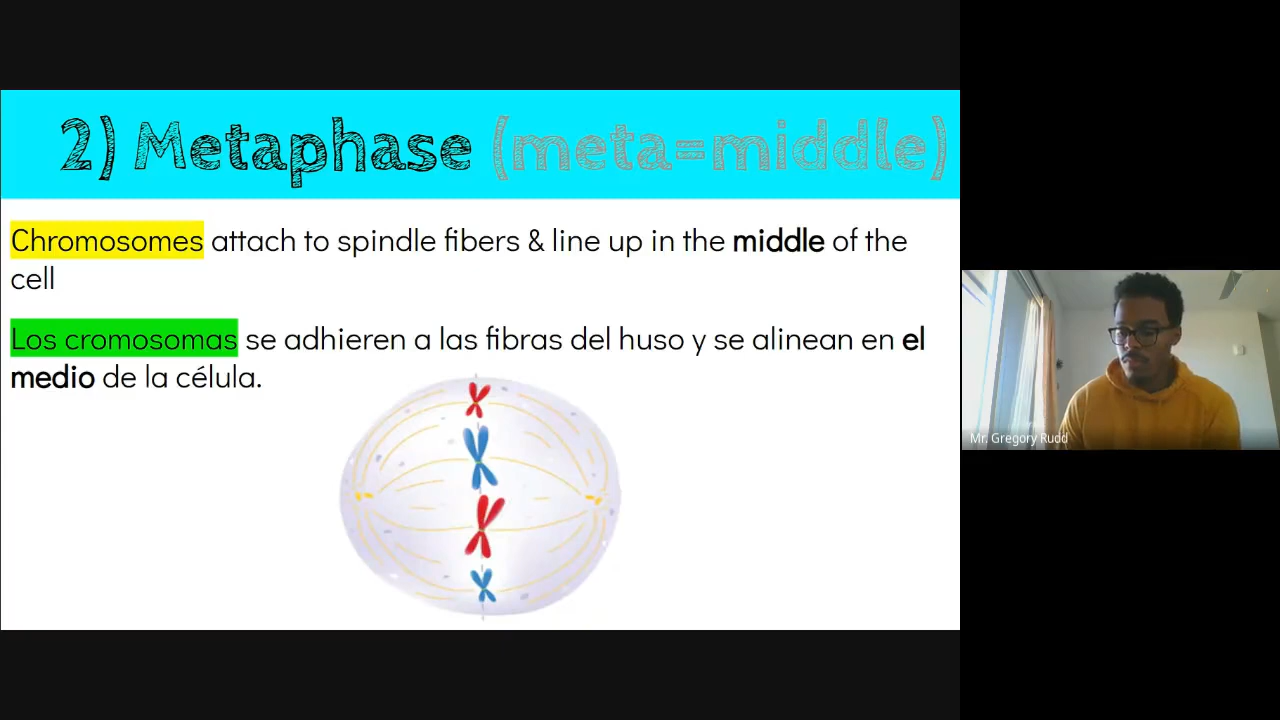 2) Metaphase (meta=middle)
Chromosomes attach to spindle fibers & line up in the middle of the
cell
Los cromosomas se adhieren a las fibras del huso y se alinean en el
medio de la célula.
Mr. Gregory Rudd